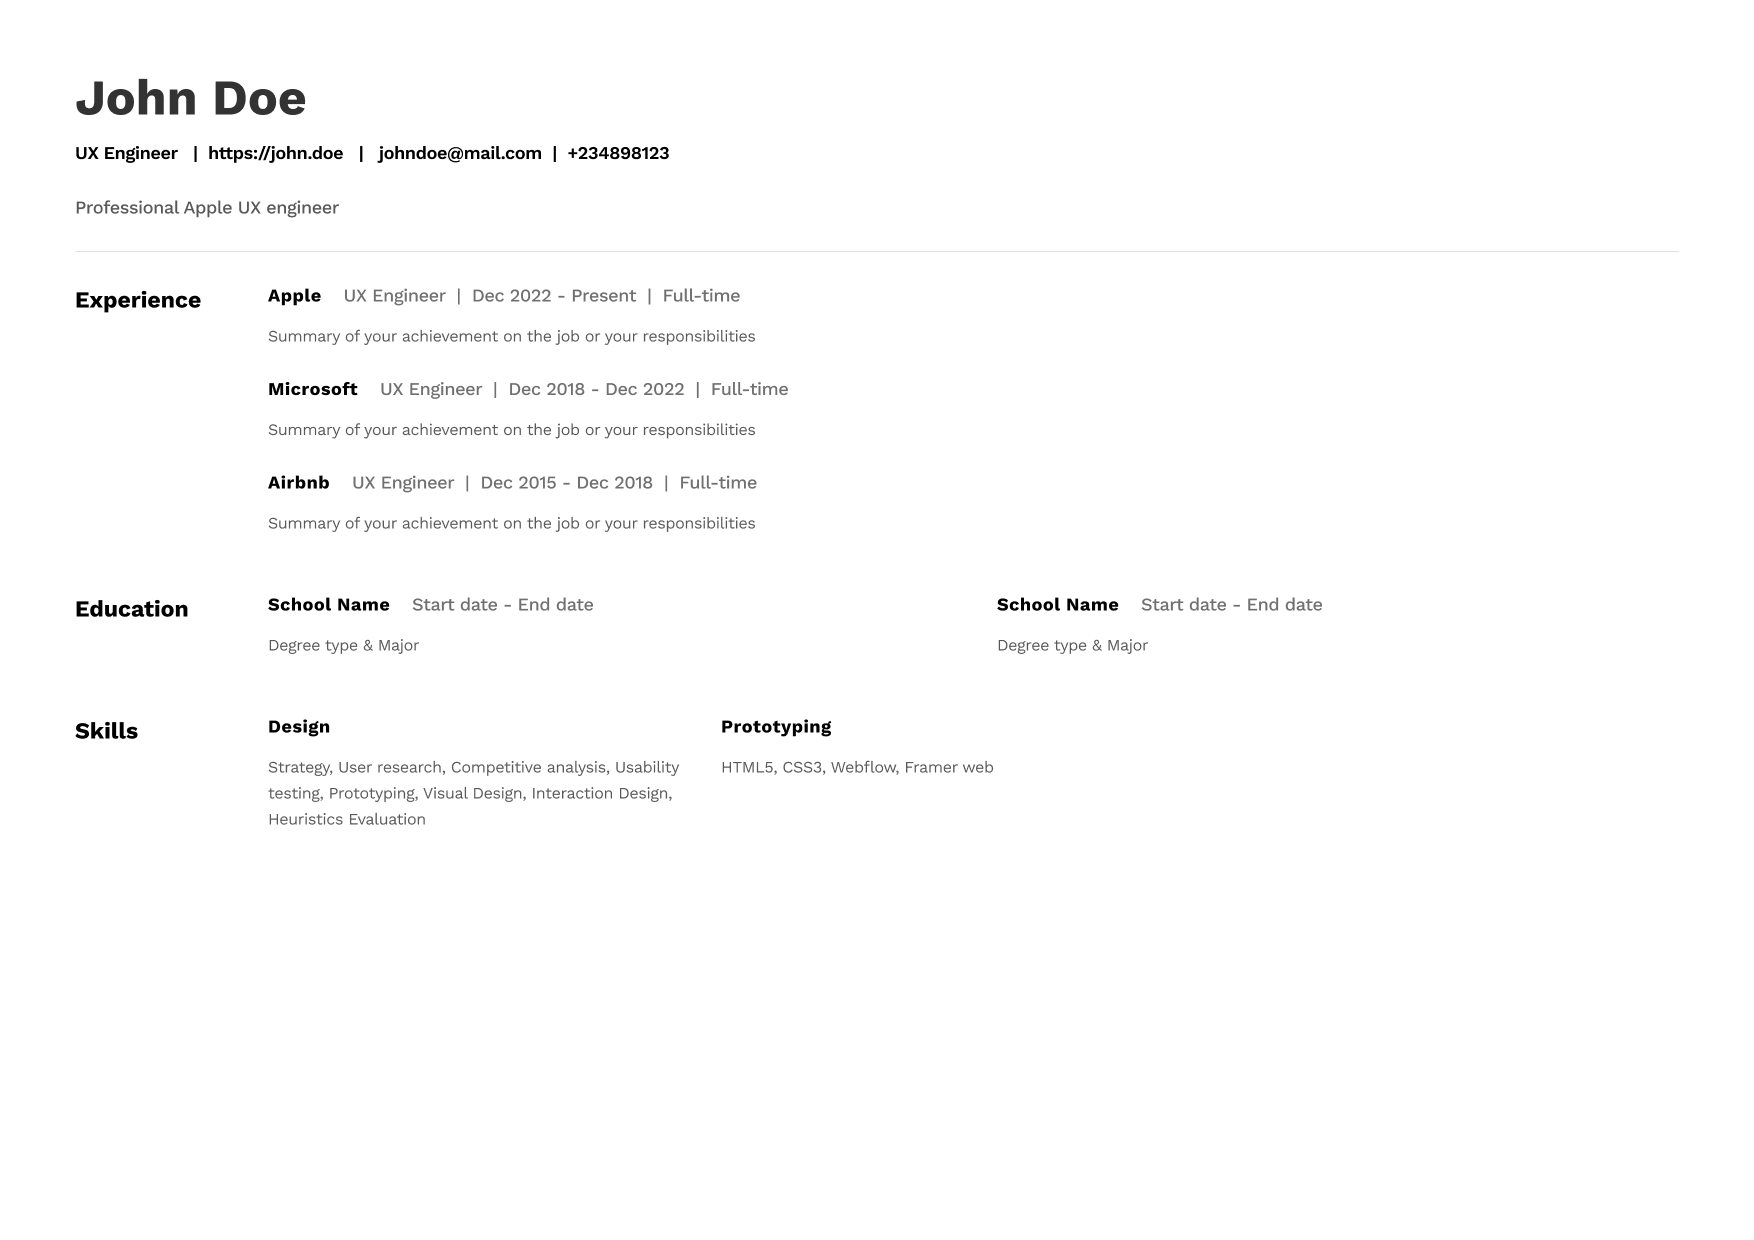 John Doe
UX Engineer | https://john.doe | johndoe@mail.com | +234898123
Professional Apple UX engineer
Experience
Apple UX Engineer | Dec 2022 - Present | Full-time
Summary of your achievement on the job or your responsibilities
Microsoft UX Engineer | Dec 2018 - Dec 2022 | Full-time
Summary of your achievement on the job or your responsibilities
Airbnb UX Engineer | Dec 2015 - Dec 2018 | Full-time
Summary of your achievement on the job or your responsibilities
Education
School Name Start date - End date
Degree type & Major
School Name Start date - End date
Degree type & Major
Skills
Design
Strategy, User research, Competitive analysis, Usability
testing, Prototyping, Visual Design, Interaction Design,
Heuristics Evaluation
Prototyping
HTML5, CSS3, Webflow, Framer web